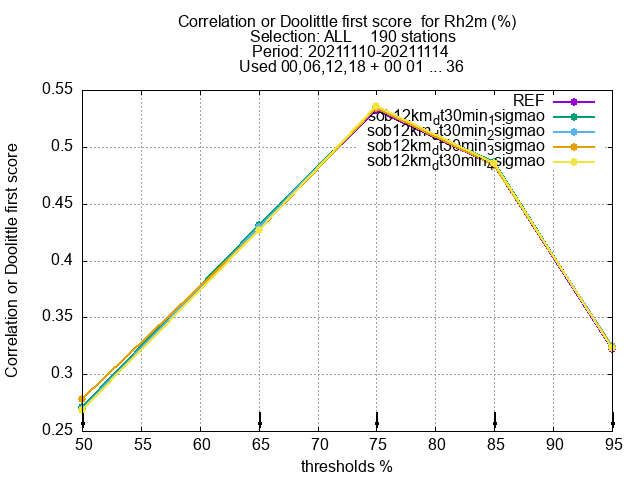 Correlation or Doolittle first score  for Rh2m (%)
Selection: ALL    190 stations
Period: 20211110-20211114
Used 00,06,12,18 + 00 01 ... 36
REF
sob12km_dt30min_1sigmao
sob12km_dt30min_2sigmao
sob12km_dt30min_3sigmao
sob12km_dt30min_4sigmao
Correlation or Doolittle first score
0.55
0.5
0.45
0.4
0.35
0.3
0.25
50 55 60 65 70 75 80 85 90 95
thresholds %